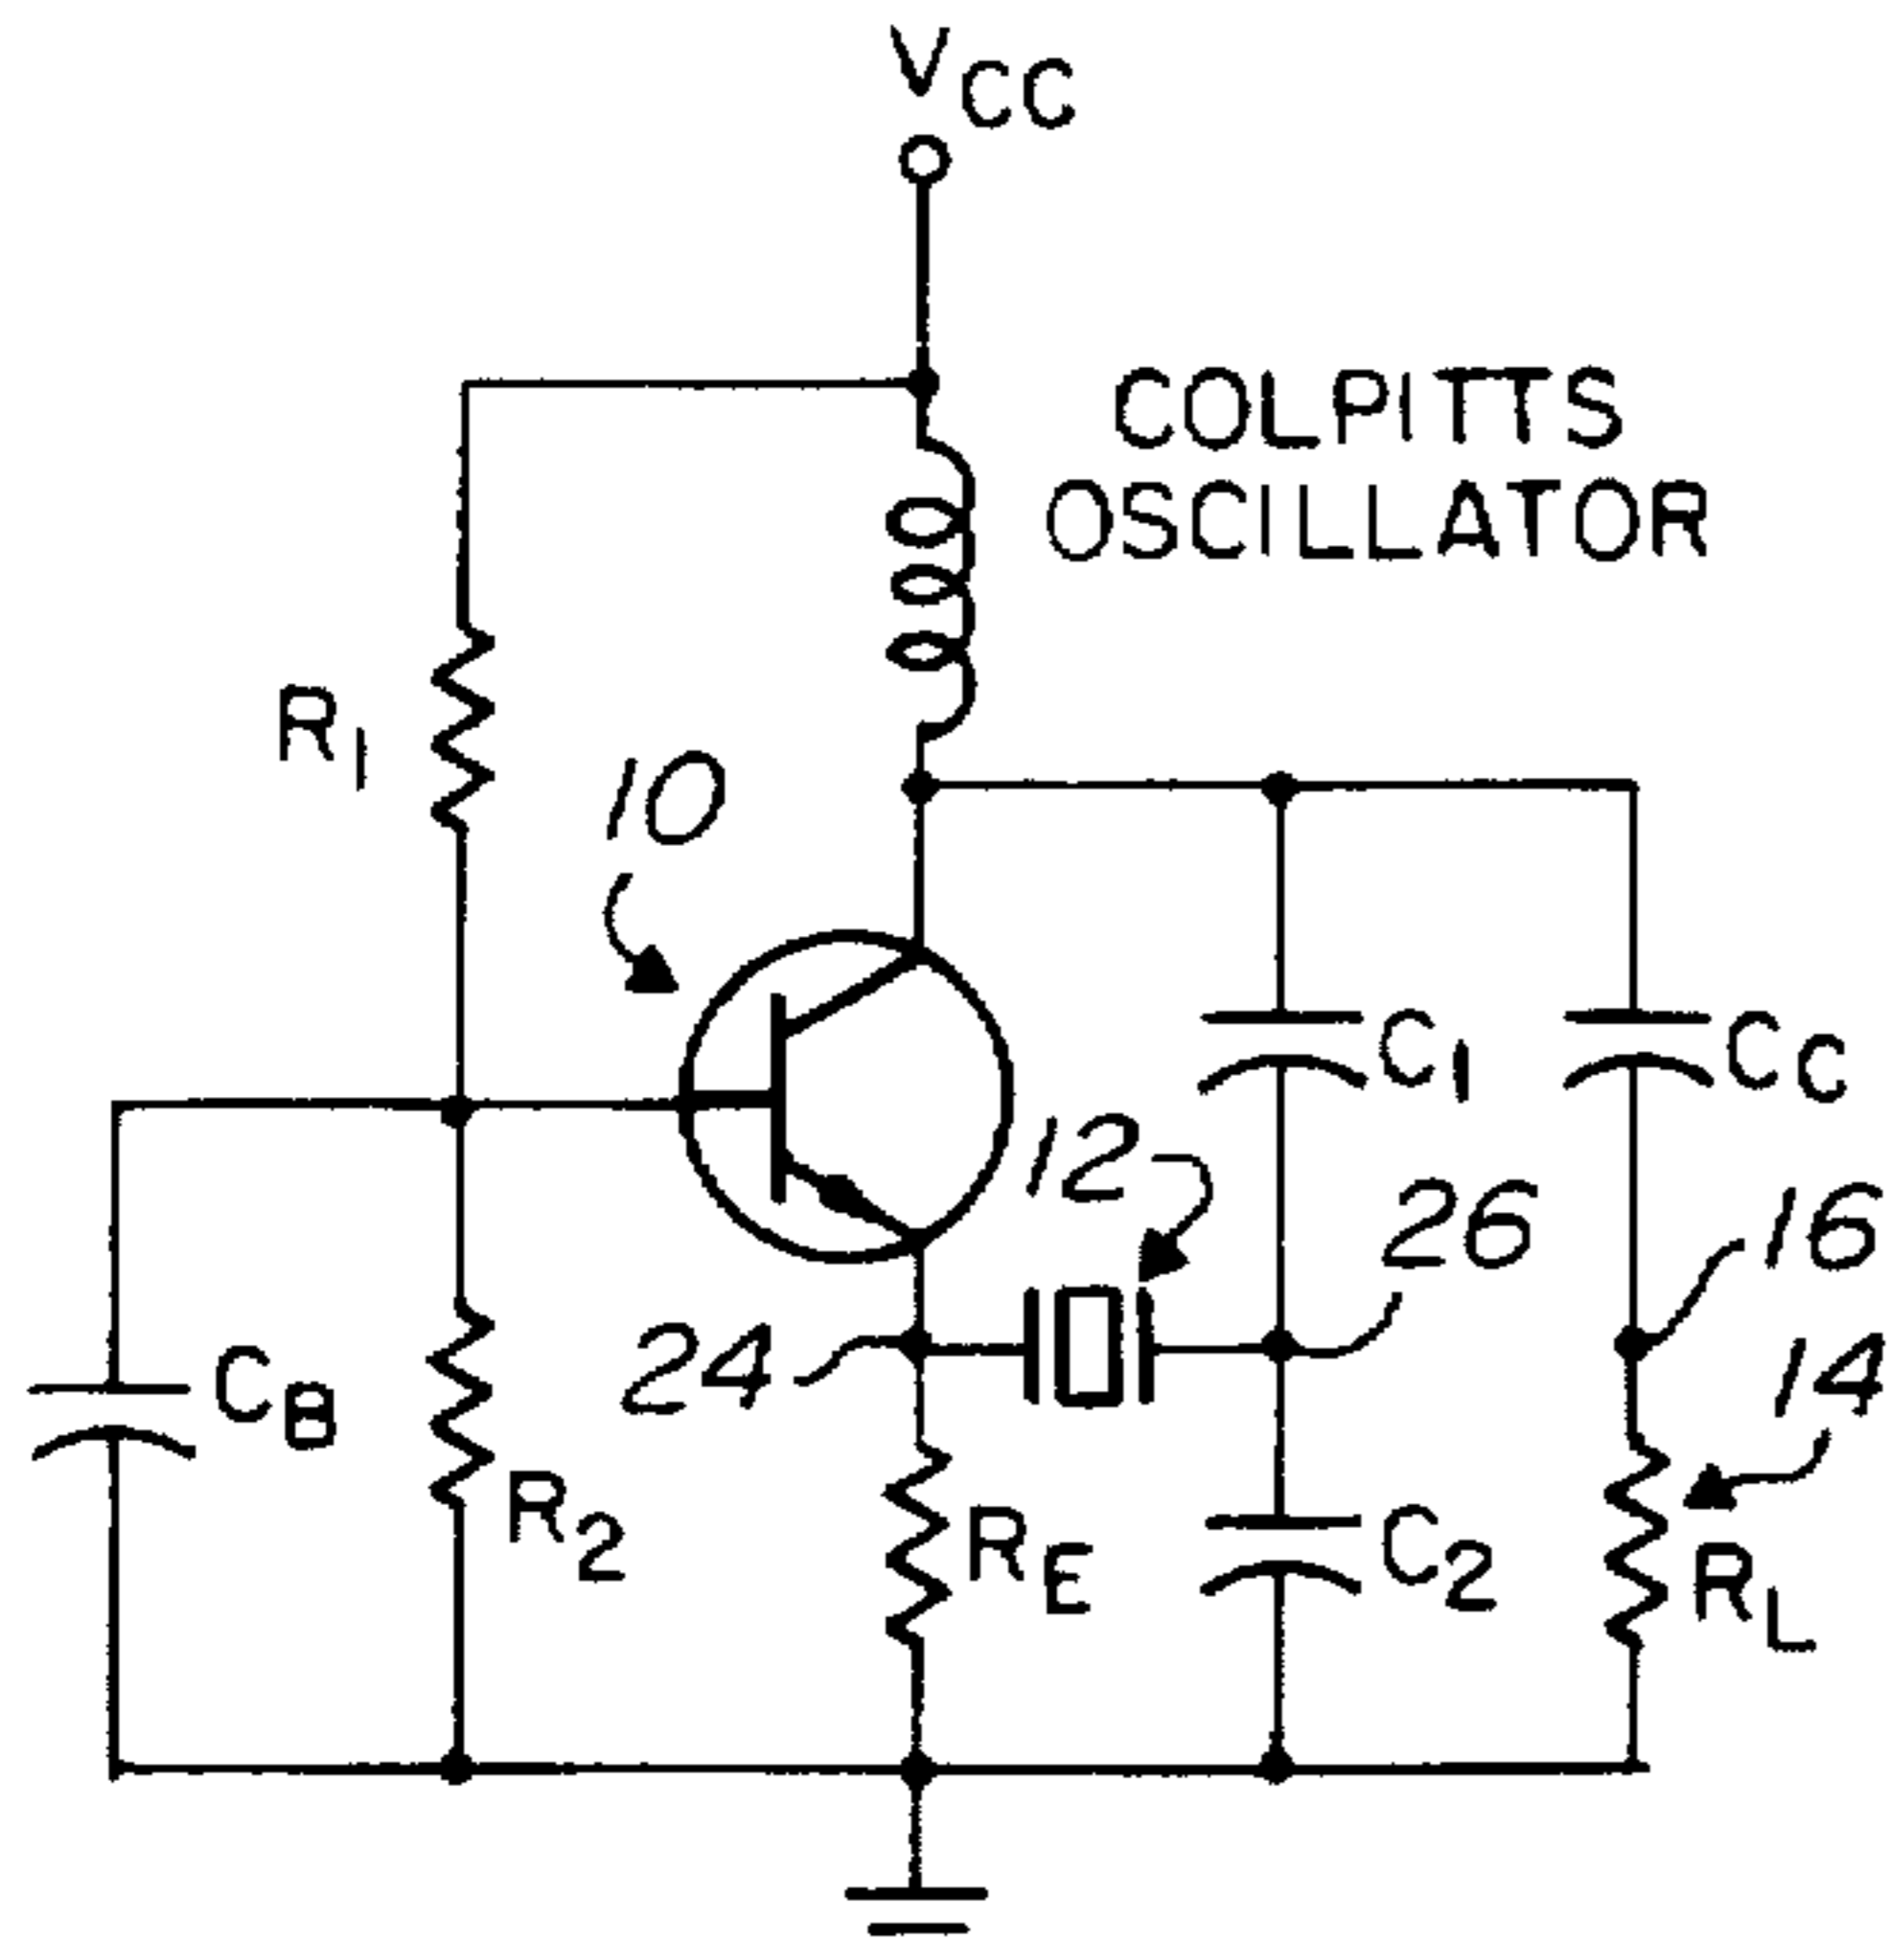 VCC
COLPITTS
OSCILLATOR
R1
10
C1
CC
12
26
16
24
14
CB
R2
RE
C2
RL